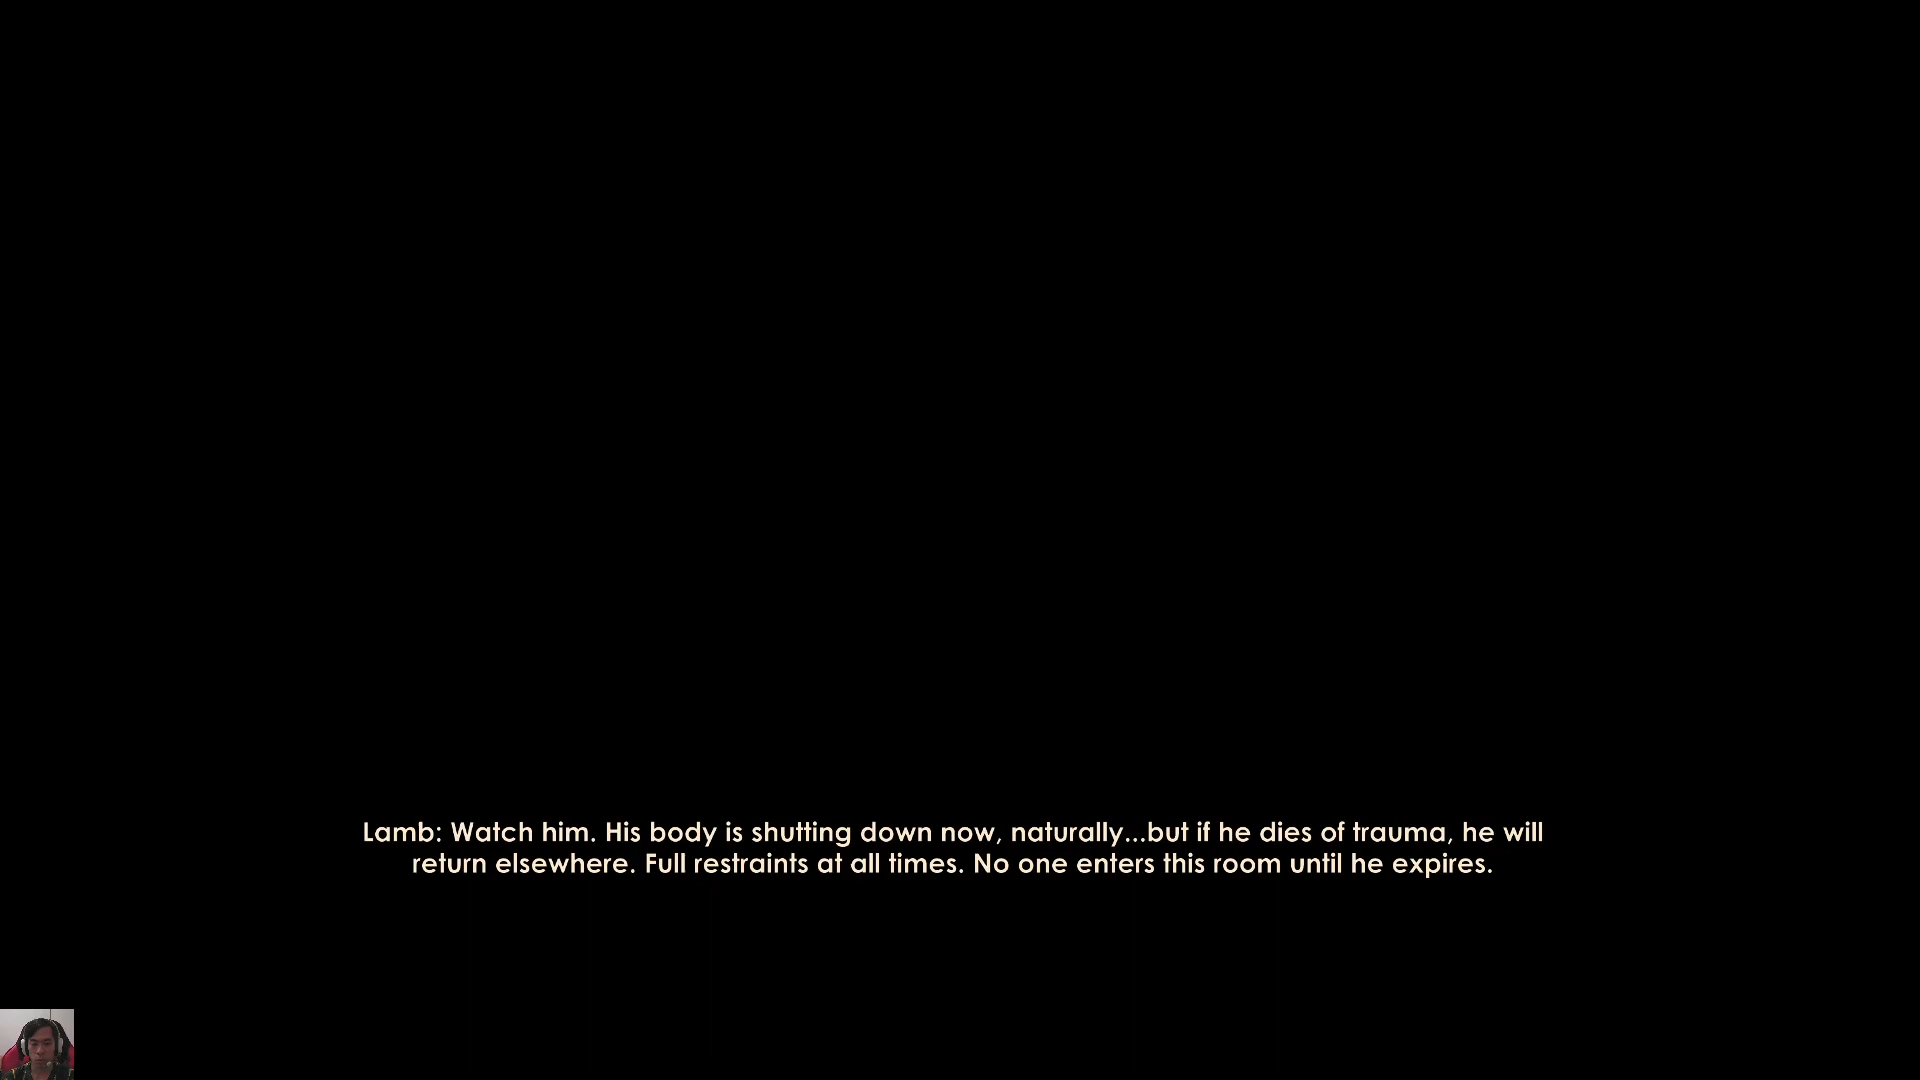 Lamb: Watch him. His body is shutting down now, naturally...but if he dies of trauma, he will
return elsewhere. Full restraints at all times. No one enters this room until he expires.